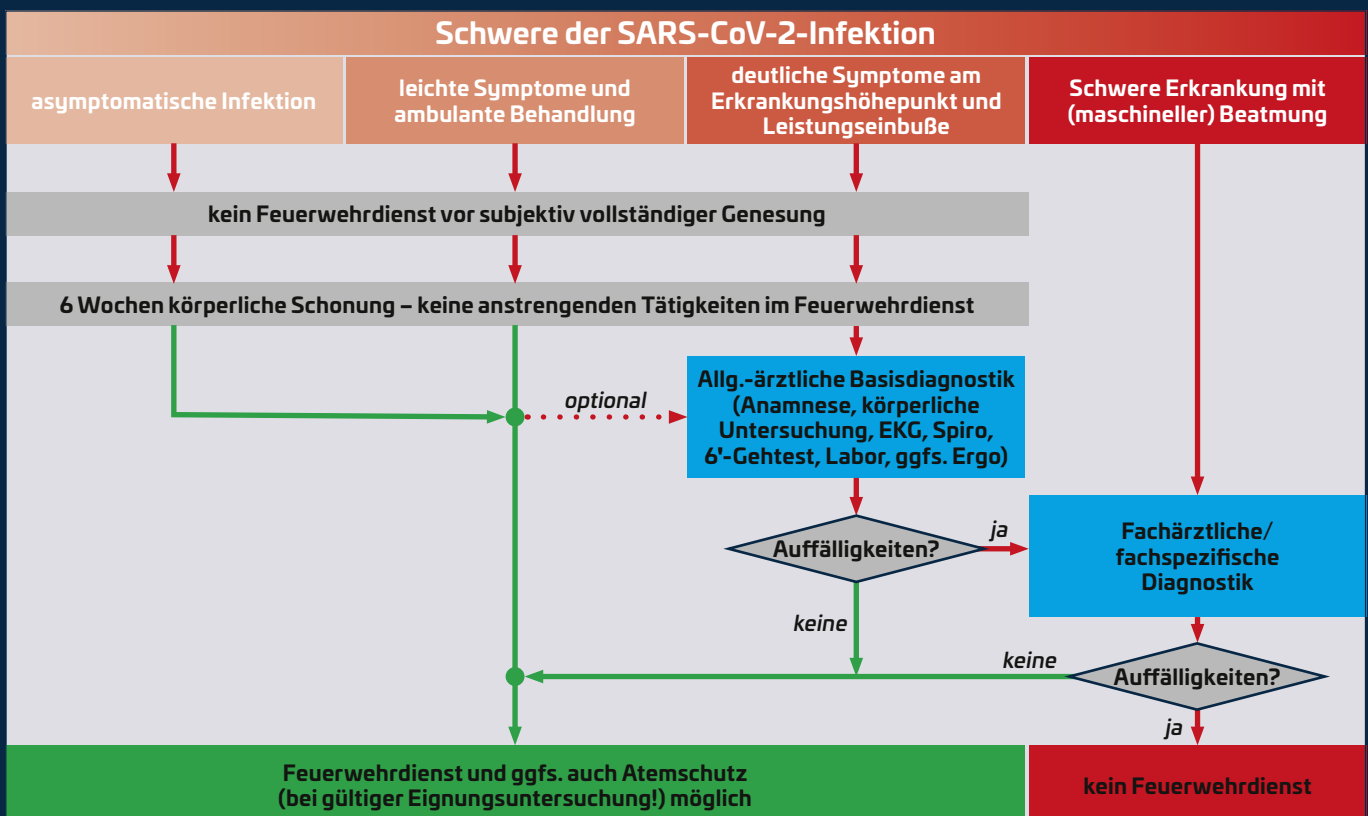 Schwere der SARS-CoV-2-Infektion
asymptomatische Infektion
leichte Symptome und
ambulante Behandlung
deutliche Symptome am
Erkrankungshöhepunkt und
Leistungseinbuße
Schwere Erkrankung mit
(maschineller) Beatmung
kein Feuerwehrdienst vor subjektiv vollständiger Genesung
6 Wochen körperliche Schonung – keine anstrengenden Tätigkeiten im Feuerwehrdienst
optional
Allg.-ärztliche Basisdiagnostik
(Anamnese, körperliche
Untersuchung, EKG, Spiro,
6'-Gehtest, Labor, ggfs. Ergo)
Auffälligkeiten?
ja
Fachärztliche/
fachspezifische
Diagnostik
keine
keine
Auffälligkeiten?
ja
Feuerwehrdienst und ggfs. auch Atemschutz
(bei gültiger Eignungsuntersuchung!) möglich
kein Feuerwehrdienst